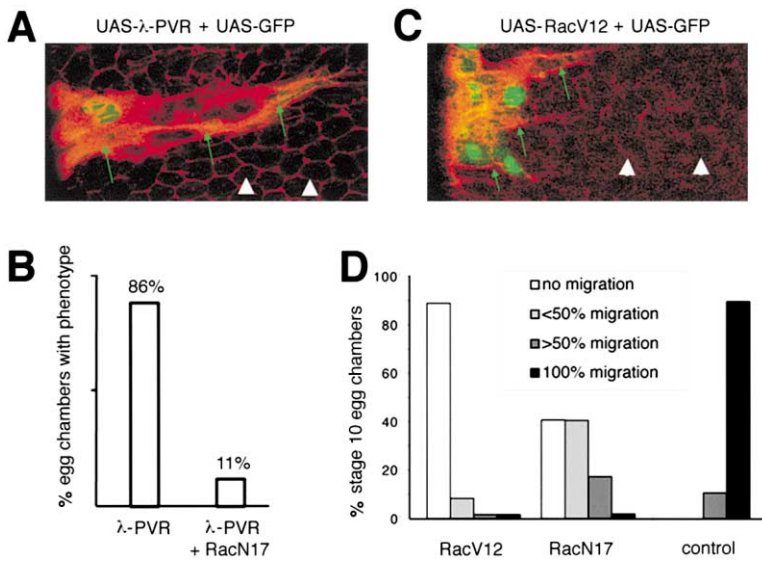 A
UAS-λ-PVR + UAS-GFP
C
UAS-RacV12 + UAS-GFP
B
% egg chambers with phenotype
86%
11%
λ-PVR
λ-PVR
+ RacN17
D
% stage 10 egg chambers
100
80
60
40
20
0
no migration
<50% migration
>50% migration
100% migration
RacV12
RacN17
control